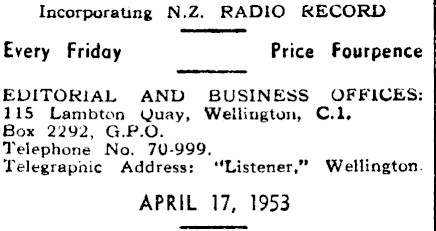 Incorporating N.Z. RADIO RECORD
Every Friday Price Fourpence
EDITORIAL AND BUSINESS OFFICES:
115 Lambton Quay, Wellington, C.1.
Box 2292, G.P.O.
Telephone No. 70-999.
Telegraphic Address: "Listener," Wellington.
APRIL 17, 1953